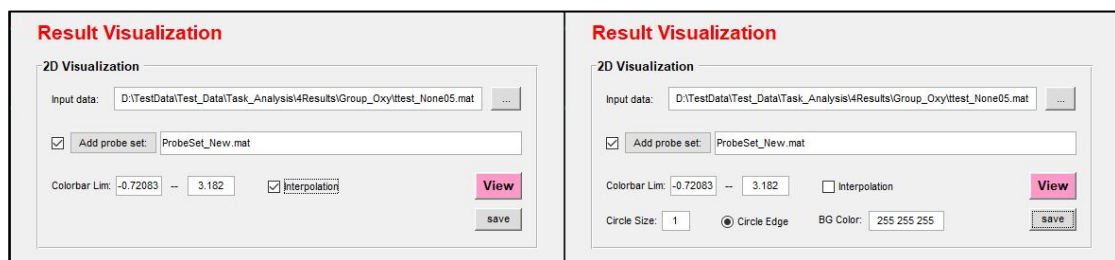 Result Visualization
2D Visualization
Input data: D:\TestData\Test_Data\Task_Analysis\4Results\Group_Oxy\ttest_None05.mat ...
Add probe set: ProbeSet_New.mat
Colorbar Lim: -0.72083 -- 3.182 Interpolation View
save
Result Visualization
2D Visualization
Input data: D:\TestData\Test_Data\Task_Analysis\4Results\Group_Oxy\ttest_None05.mat ...
Add probe set: ProbeSet_New.mat
Colorbar Lim: -0.72083 -- 3.182 Interpolation View
Circle Size: 1 Circle Edge BG Color: 255 255 255 save